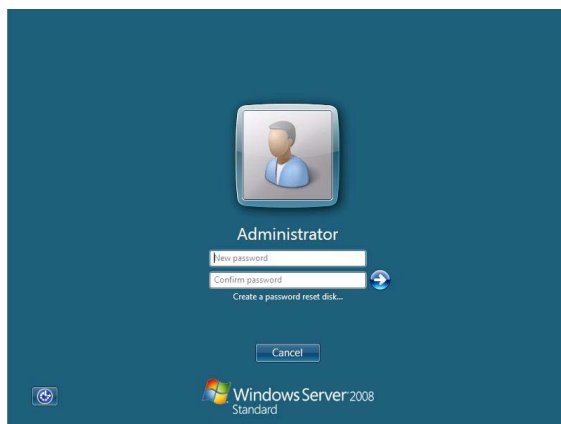 Administrator
New password
Confirm password
Create a password reset disk...
Cancel
Windows Server 2008
Standard